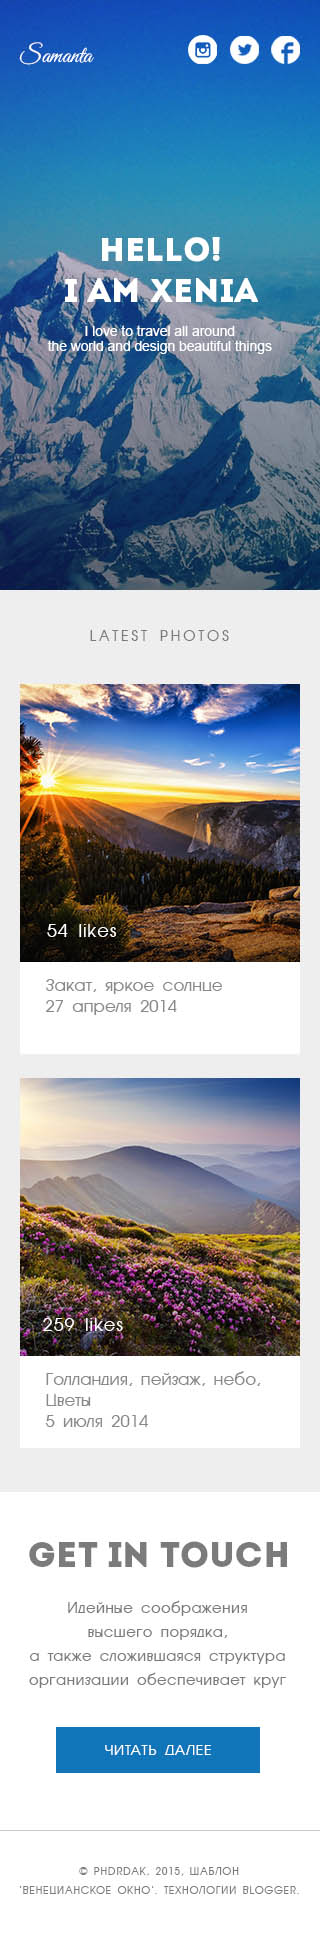 Samanta
HELLO!
I AM XENIA
I love to travel all around
the world and design beautiful things
LATEST PHOTOS
54 likes
Закат, яркое солнце
27 апреля 2014
259 likes
Голландия, пейзаж, небо,
Цветы
5 июля 2014
GET IN TOUCH
Идейные соображения
высшего порядка,
а также сложившаяся структура
организации обеспечивает круг
ЧИТАТЬ ДАЛЕЕ
© PHDRDAK. 2015, ШАБЛОН
"ВЕНЕЦИАНСКОЕ ОКНО". ТЕХНОЛОГИИ BLOGGER.